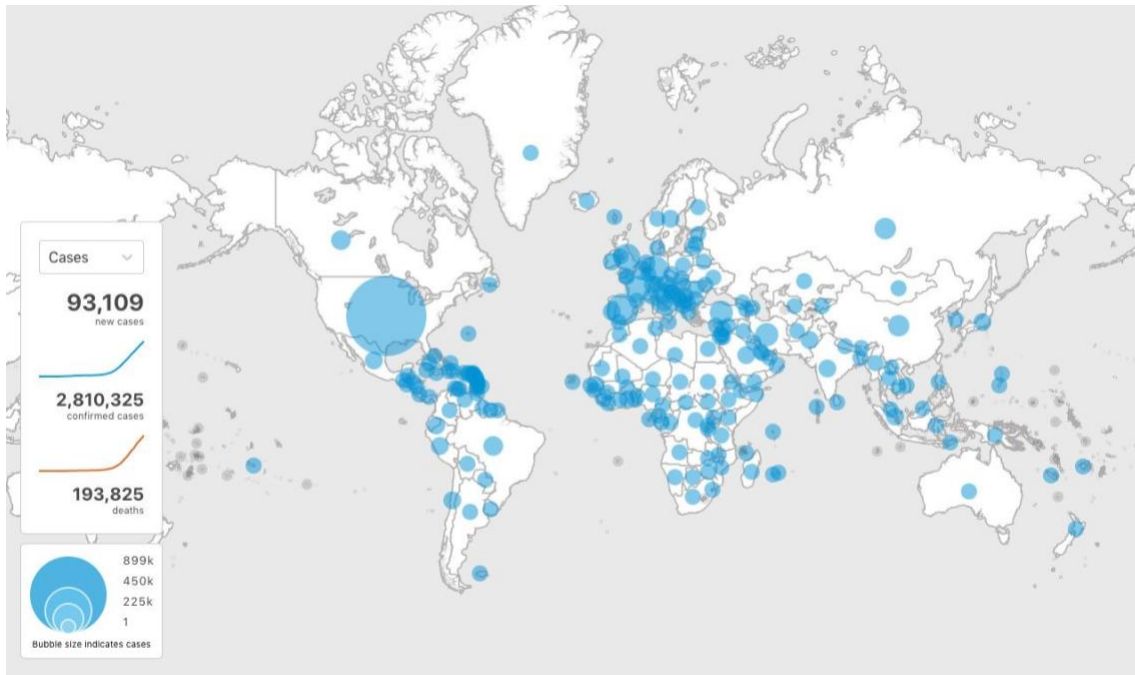 Cases
93,109
new cases
2,810,325
confirmed cases
193,825
deaths
899k
450k
225k
1
Bubble size indicates cases